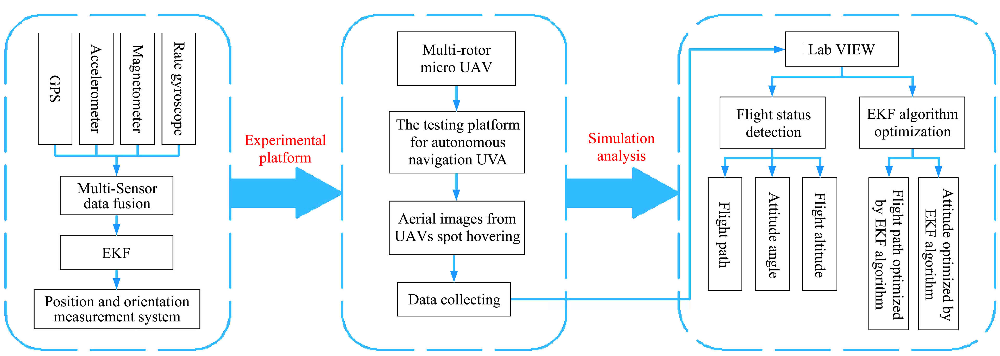 GPS
Accelerometer
Magnetometer
Rate gyroscope
Multi-Sensor
data fusion
EKF
Position and orientation
measurement system
Experimental
platform
Multi-rotor
micro UAV
The testing platform
for autonomous
navigation UVA
Aerial images from
UAVs spot hovering
Data collecting
Simulation
analysis
Lab VIEW
Flight status
detection
EKF algorithm
optimization
Flight path
Attitude angle
Flight altitude
Flight path optimized
by EKF algorithm
Attitude optimized by
EKF algorithm